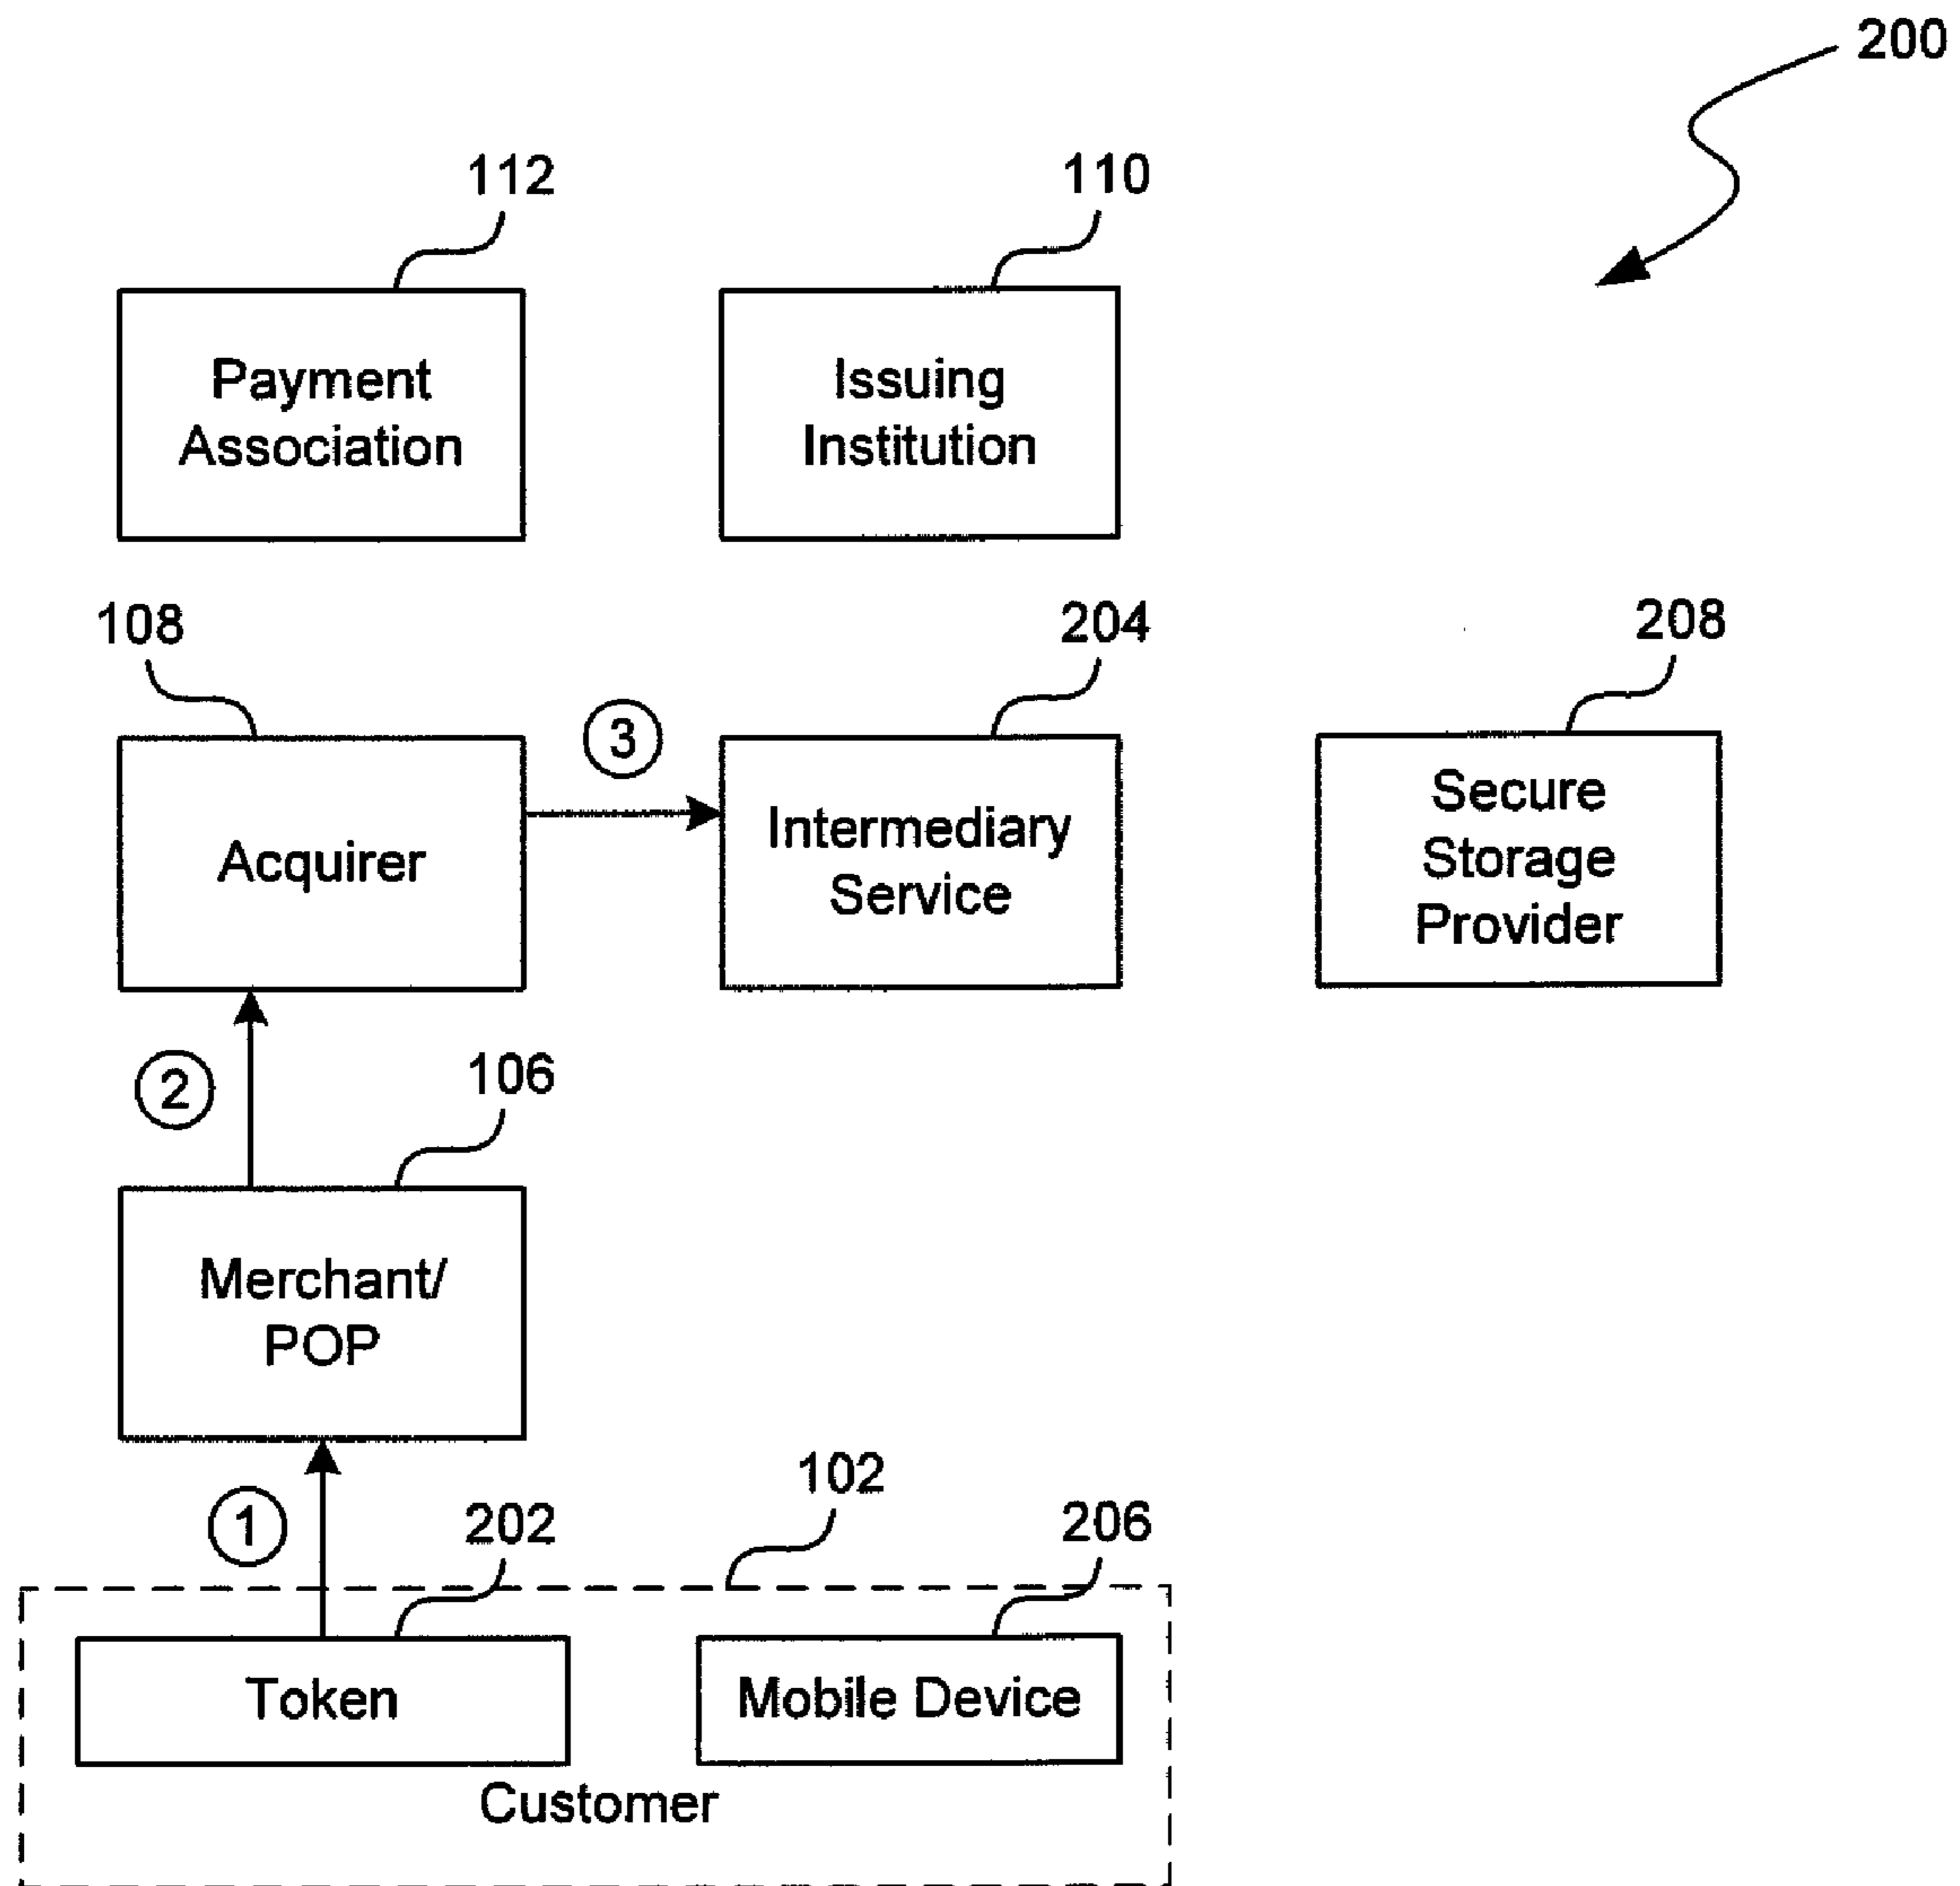 200
112
110
Payment
Association
Issuing
Institution
108
204
208
3
Acquirer
Intermediary
Service
Secure
Storage
Provider
2
106
Merchant/
POP
102
1
202
206
Token
Mobile Device
Customer